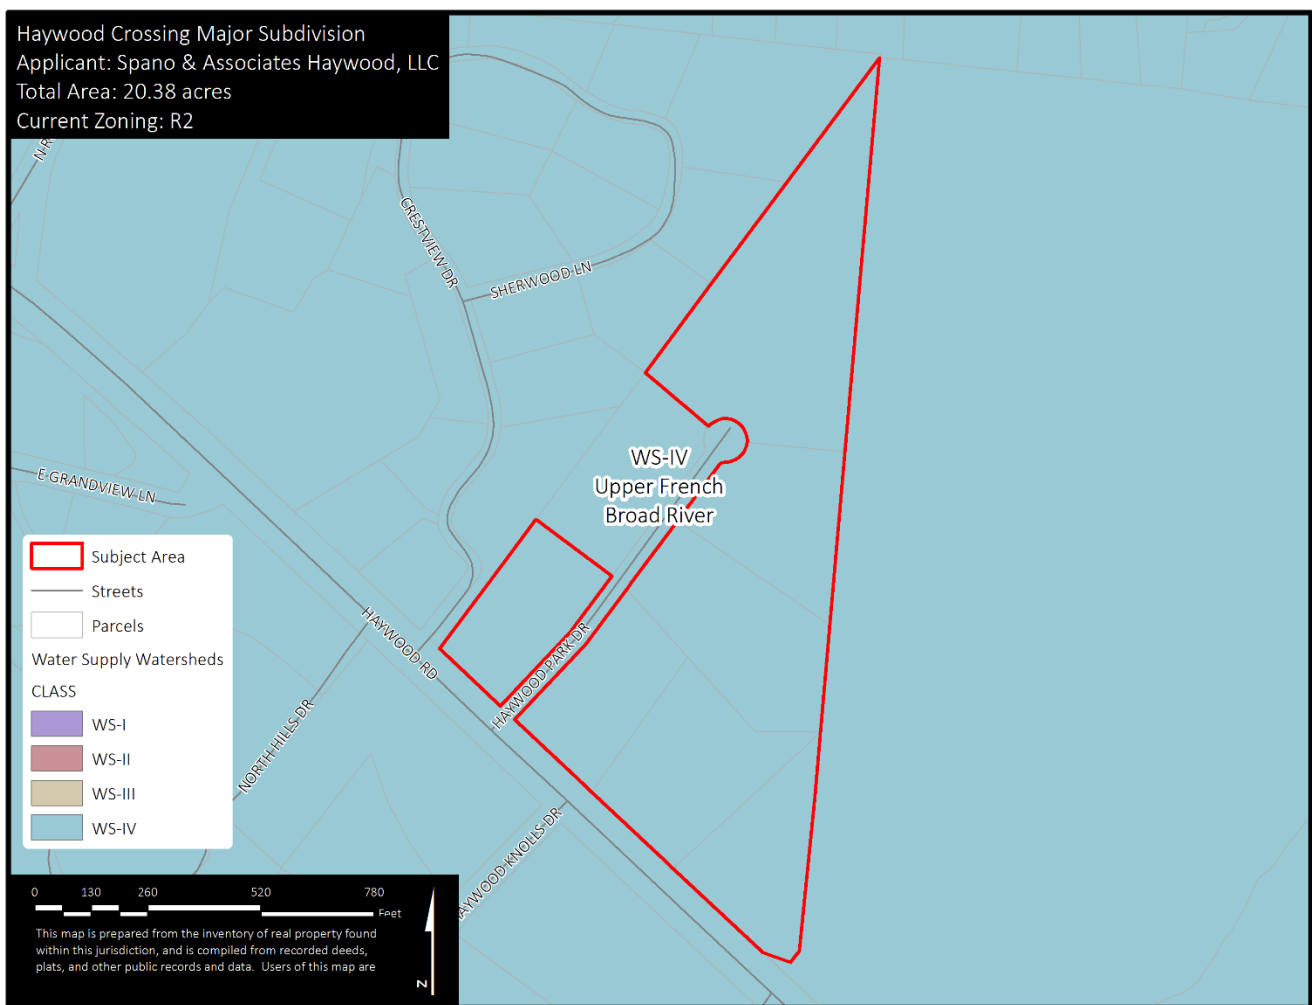 Haywood Crossing Major Subdivision
Applicant: Spano & Associates Haywood, LLC
Total Area: 20.38 acres
Current Zoning: R2
N R
CRESTVIEW DR
SHERWOOD LN
E GRANDVIEW LN
WS-IV
Upper French
Broad River
HAYWOOD RD
HAYWOOD PARK DR
NORTH HILLS DR
HAYWOOD KNOLLS DR
Subject Area
Streets
Parcels
Water Supply Watersheds
CLASS
WS-I
WS-II
WS-III
WS-IV
0 130 260 520 780
Feet
This map is prepared from the inventory of real property found
within this jurisdiction, and is compiled from recorded deeds,
plats, and other public records and data. Users of this map are
N